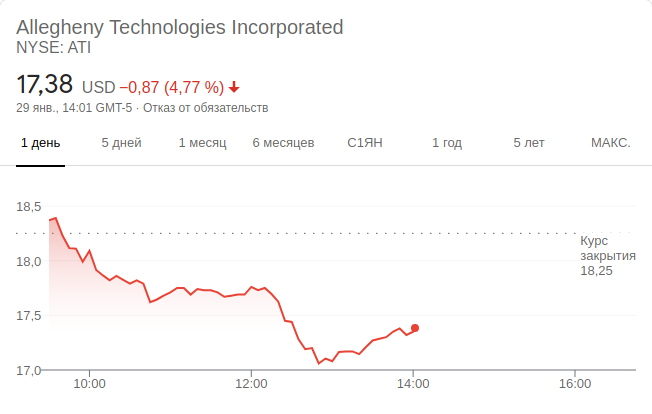 Allegheny Technologies Incorporated
NYSE: ATI
17,38 USD −0,87 (4,77 %)
29 янв., 14:01 GMT-5 · Отказ от обязательств
1 день 5 дней 1 месяц 6 месяцев С1ЯН 1 год 5 лет МАКС.
18,5
Курс
закрытия
18,25
18,0
17,5
17,0
10:00 12:00 14:00 16:00